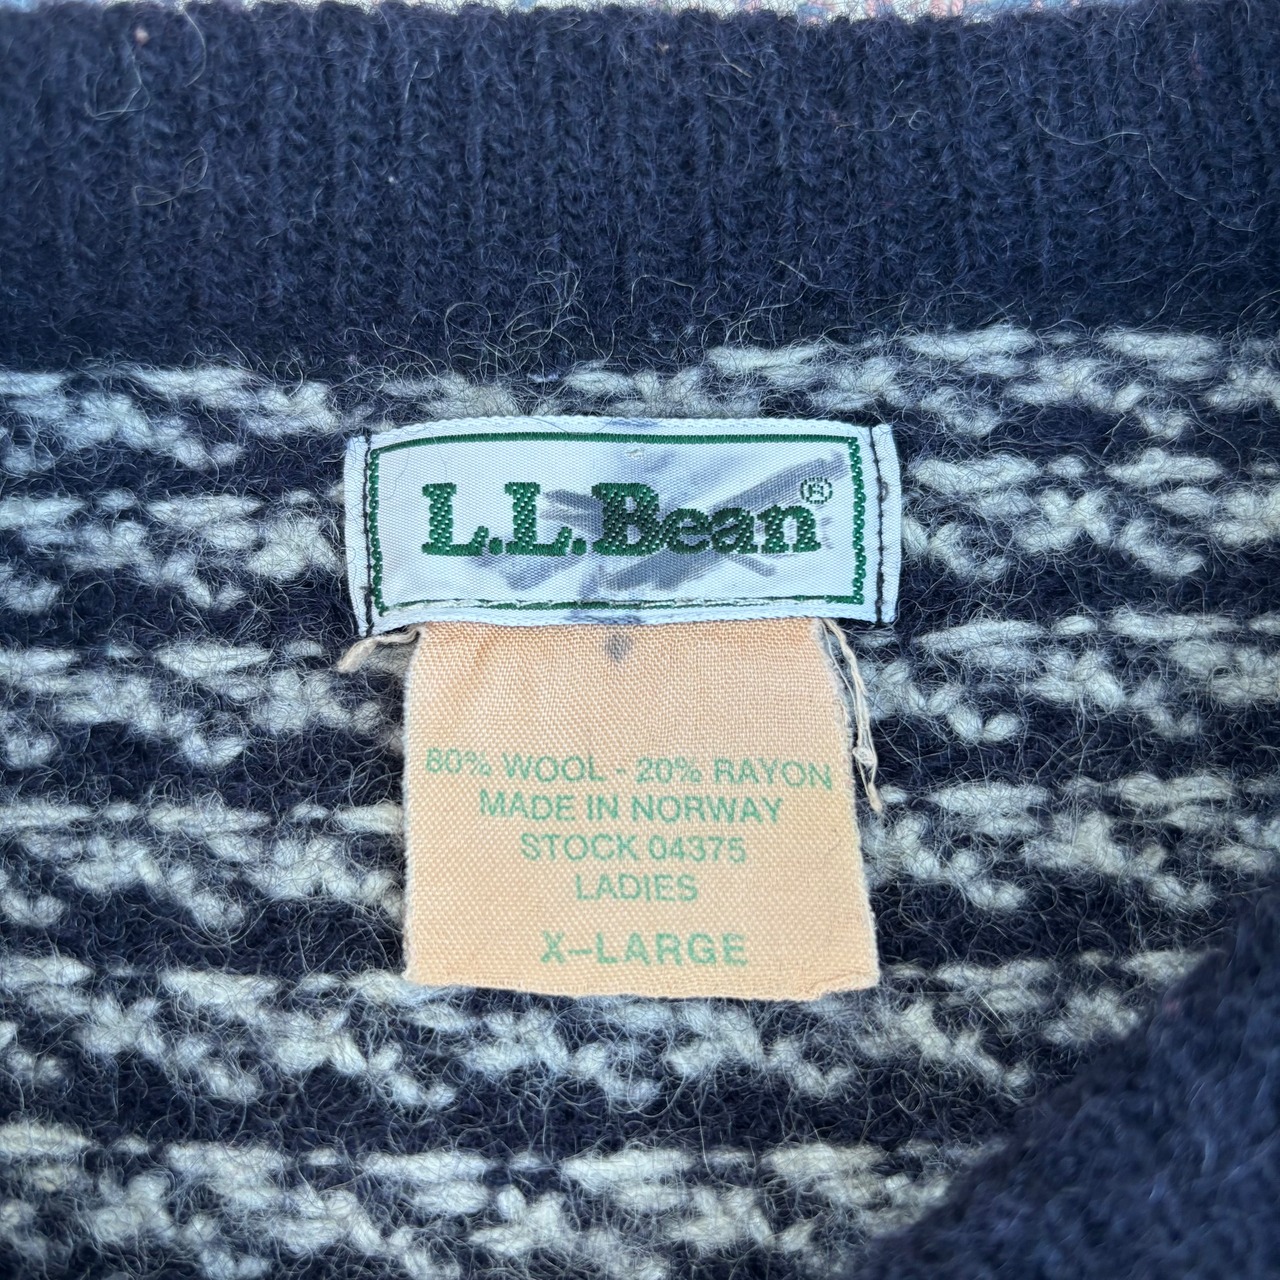 L.L.Bean®
80% WOOL - 20% RAYON
MADE IN NORWAY
STOCK 04375
LADIES
X-LARGE